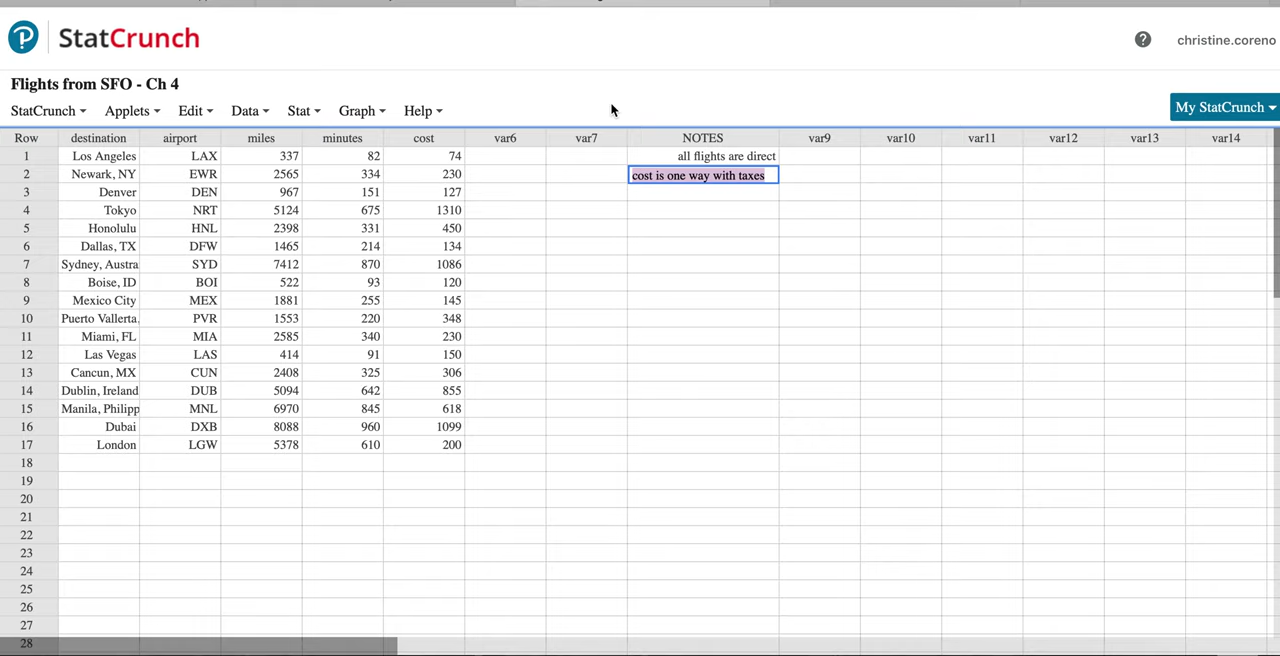 StatCrunch
christine.coreno
Flights from SFO - Ch 4
StatCrunch Applets Edit Data Stat Graph Help
My StatCrunch
Row destination airport miles minutes cost var6 var7 NOTES var9 var10 var11 var12 var13 var14
1 Los Angeles LAX 337 82 74 all flights are direct
2 Newark, NY EWR 2565 334 230 cost is one way with taxes
3 Denver DEN 967 151 127
4 Tokyo NRT 5124 675 1310
5 Honolulu HNL 2398 331 450
6 Dallas, TX DFW 1465 214 134
7 Sydney, Austra SYD 7412 870 1086
8 Boise, ID BOI 522 93 120
9 Mexico City MEX 1881 255 145
10 Puerto Vallerta, PVR 1553 220 348
11 Miami, FL MIA 2585 340 230
12 Las Vegas LAS 414 91 150
13 Cancun, MX CUN 2408 325 306
14 Dublin, Ireland DUB 5094 642 855
15 Manila, Philipp MNL 6970 845 618
16 Dubai DXB 8088 960 1099
17 London LGW 5378 610 200
18
19
20
21
22
23
24
25
26
27
28